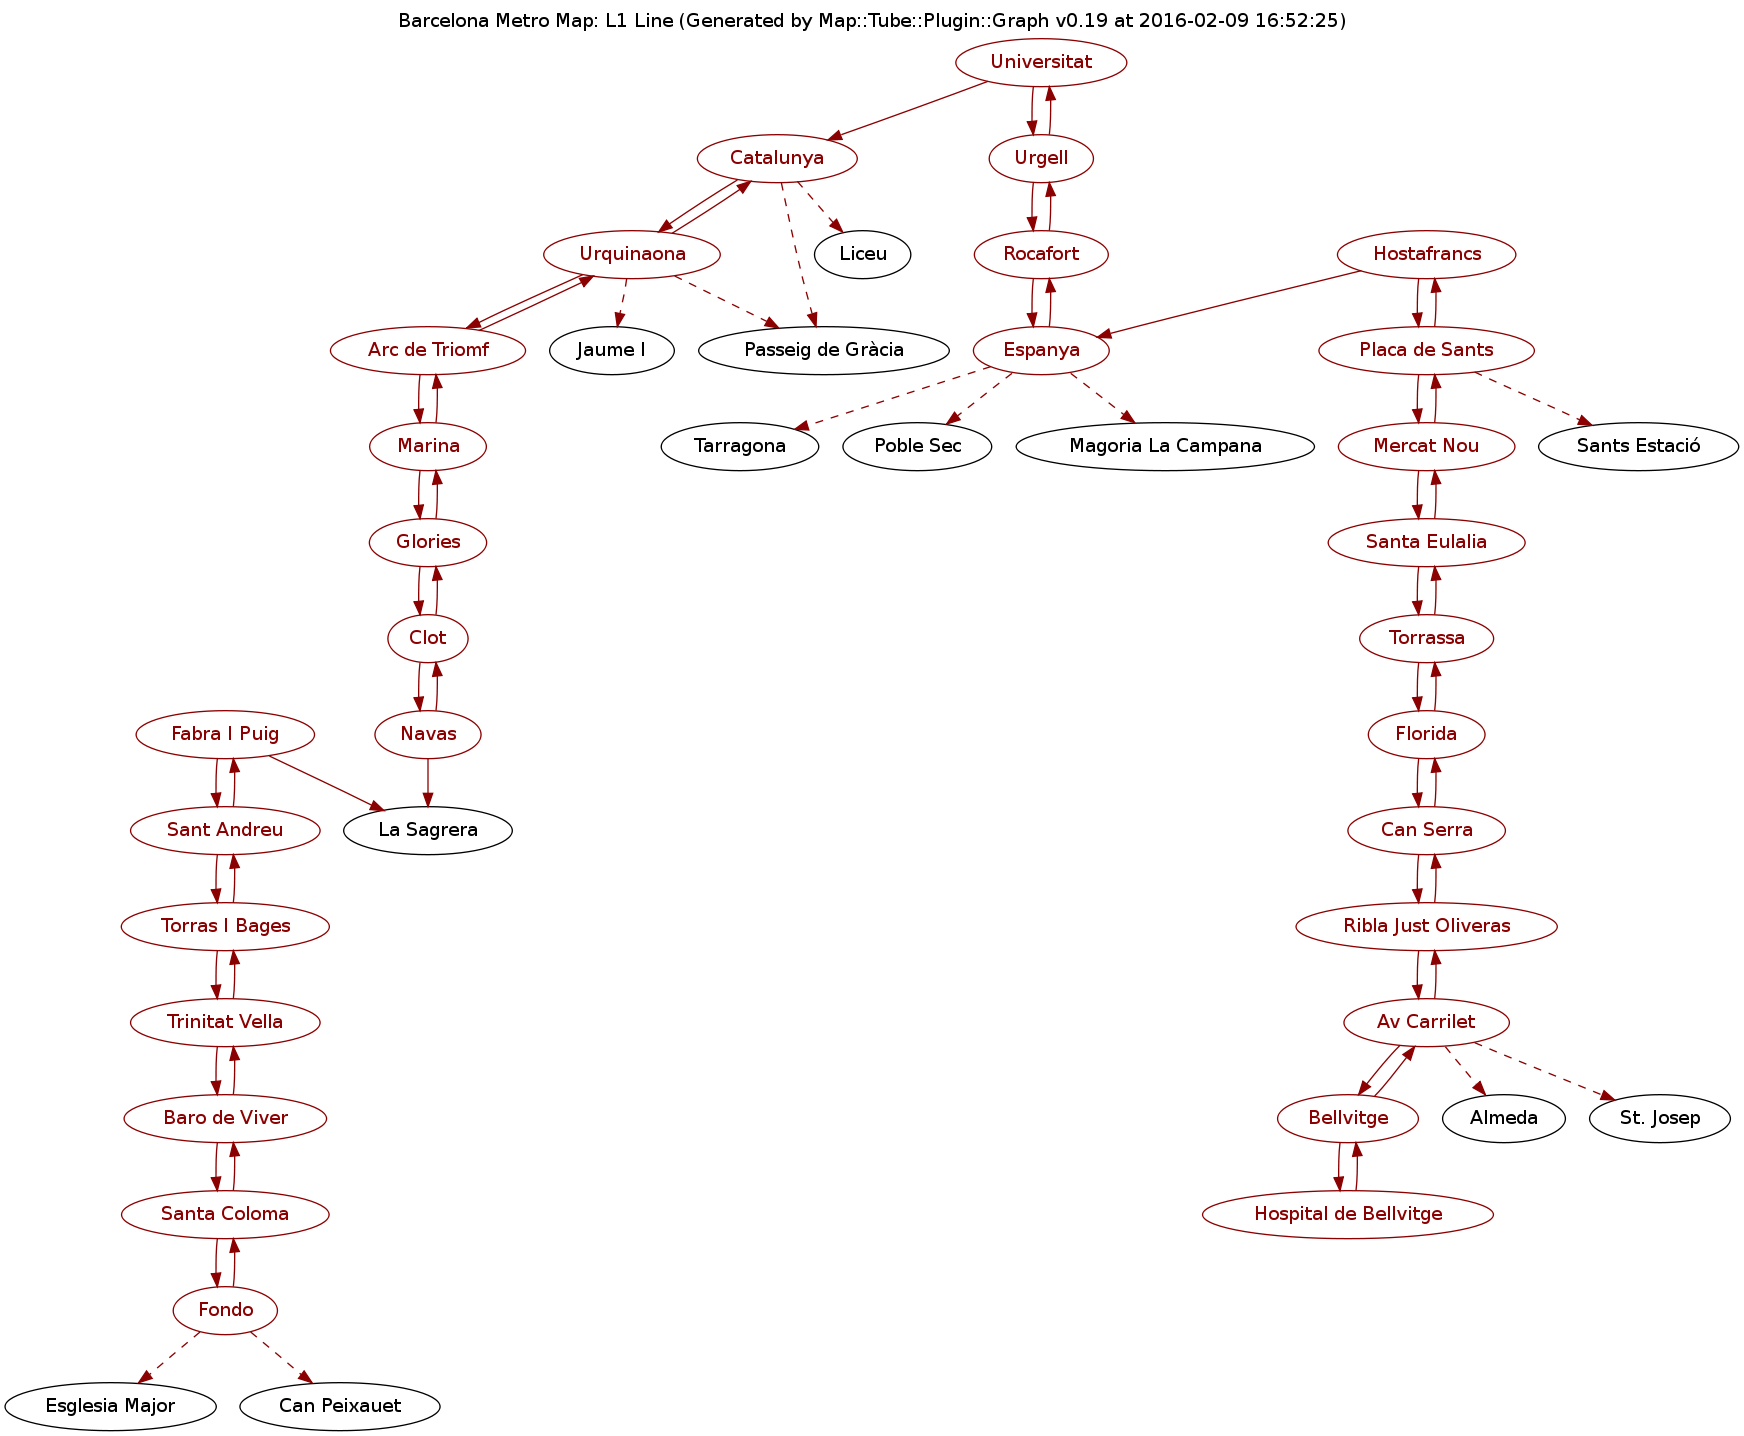 Barcelona Metro Map: L1 Line (Generated by Map::Tube::Plugin::Graph v0.19 at 2016-02-09 16:52:25)
Universitat
Catalunya
Urgell
Urquinaona
Liceu
Rocafort
Hostafrancs
Arc de Triomf
Jaume I
Passeig de Gràcia
Espanya
Placa de Sants
Marina
Tarragona
Poble Sec
Magoria La Campana
Mercat Nou
Sants Estació
Glories
Santa Eulalia
Clot
Torrassa
Fabra I Puig
Navas
Florida
Sant Andreu
La Sagrera
Can Serra
Torras I Bages
Ribla Just Oliveras
Trinitat Vella
Av Carrilet
Baro de Viver
Bellvitge
Almeda
St. Josep
Santa Coloma
Hospital de Bellvitge
Fondo
Esglesia Major
Can Peixauet